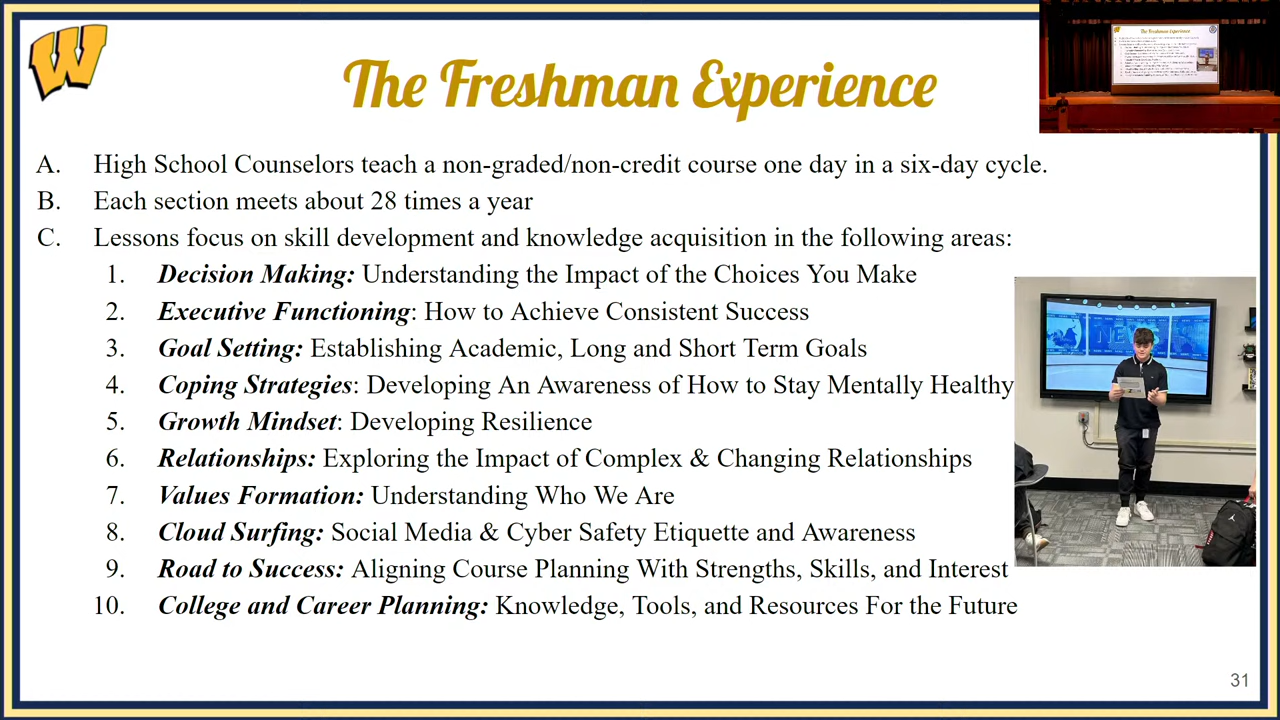 W
The Freshman Experience
A. High School Counselors teach a non-graded/non-credit course one day in a six-day cycle.
B. Each section meets about 28 times a year
C. Lessons focus on skill development and knowledge acquisition in the following areas:
1. Decision Making: Understanding the Impact of the Choices You Make
2. Executive Functioning: How to Achieve Consistent Success
3. Goal Setting: Establishing Academic, Long and Short Term Goals
4. Coping Strategies: Developing An Awareness of How to Stay Mentally Healthy
5. Growth Mindset: Developing Resilience
6. Relationships: Exploring the Impact of Complex & Changing Relationships
7. Values Formation: Understanding Who We Are
8. Cloud Surfing: Social Media & Cyber Safety Etiquette and Awareness
9. Road to Success: Aligning Course Planning With Strengths, Skills, and Interest
10. College and Career Planning: Knowledge, Tools, and Resources For the Future
31
The Freshman Experience